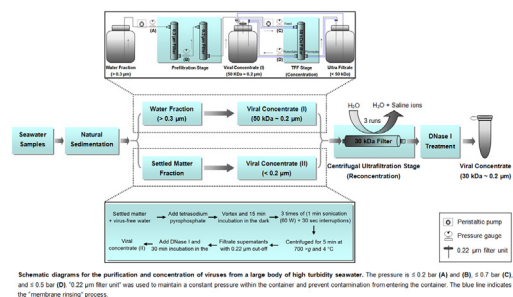 (A)
(B)
(C)
(D)
Feed
Retentate
Permeate
Water Fraction
(> 0.3 μm)
Prefiltration Stage
Viral Concentrate (I)
(50 KDa ~ 0.2 μm)
TFF Stage
(Concentration)
Ultra Filtrate
(< 50 kDa)
Seawater
Samples
Natural
Sedimentation
Water Fraction
(> 0.3 μm)
Viral Concentrate (I)
(50 KDa ~ 0.2 μm)
Settled Matter
Fraction
Viral Concentrate (II)
(< 0.2 μm)
H₂O
H₂O + Saline ions
3 runs
30 kDa Filter
Centrifugal Ultrafiltration Stage
(Reconcentration)
DNase I
Treatment
Viral Concentrate
(30 kDa ~ 0.2 μm)
Settled matter
+ virus-free water
Add tetrasodium
pyrophosphate
Vortex and 15 min
incubation in the dark
3 times of (1 min sonication
(60 W) + 30 sec interruptions)
Viral
concentrate (II)
Add DNase I and
30 min incubation in the
Filtrate supernatants
with 0.22 μm cut-off
Centrifuged for 5 min at
700 ×g and 4 °C
Peristaltic pump
Pressure gauge
0.22 μm filter unit
Schematic diagrams for the purification and concentration of viruses from a large body of high turbidity seawater. The pressure is ≤ 0.2 bar (A) and (B), ≤ 0.7 bar (C),
and ≤ 0.5 bar (D). "0.22 μm filter unit" was used to maintain a constant pressure within the container and prevent contamination from entering the container. The blue line indicates
the "membrane rinsing" process.